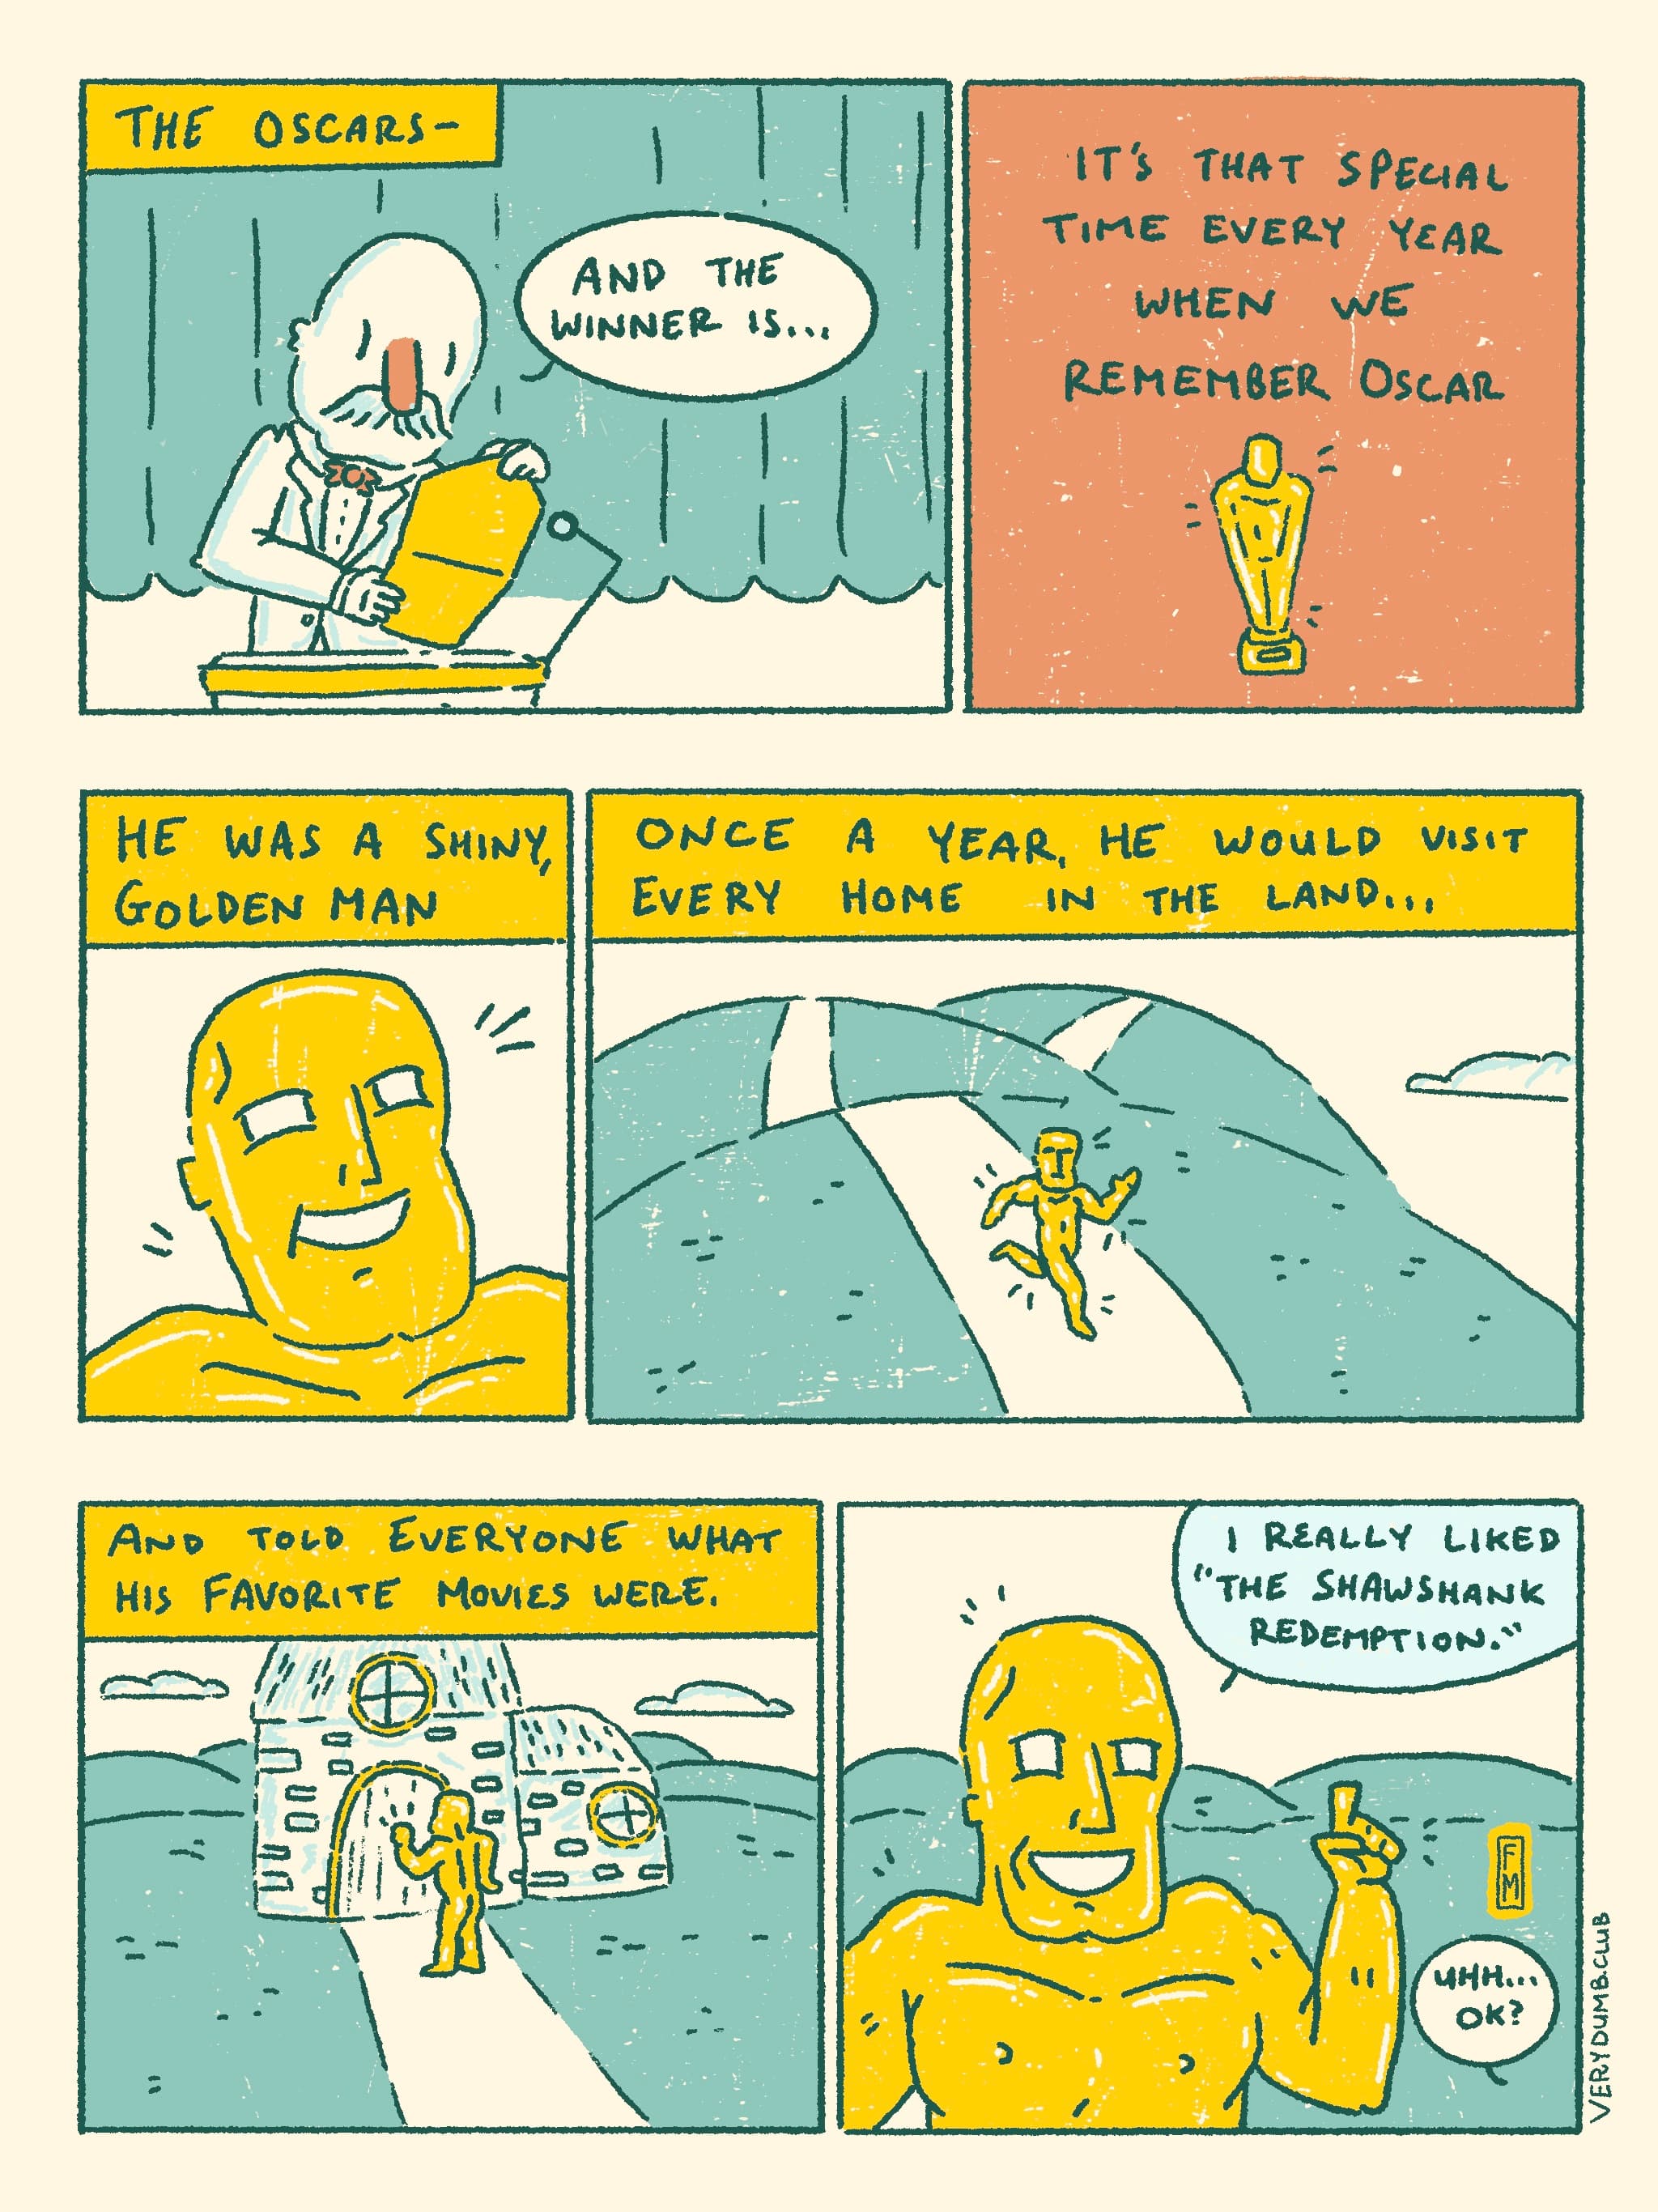 THE OSCARS-
AND THE
WINNER IS...
IT'S THAT SPECIAL
TIME EVERY YEAR
WHEN WE
REMEMBER OSCAR
HE WAS A SHINY,
GOLDEN MAN
ONCE A YEAR, HE WOULD VISIT
EVERY HOME IN THE LAND...
AND TOLD EVERYONE WHAT
HIS FAVORITE MOVIES WERE.
I REALLY LIKED
"THE SHAWSHANK
REDEMPTION."
FM
UHH...
OK?
VERYDUMB.CLUB